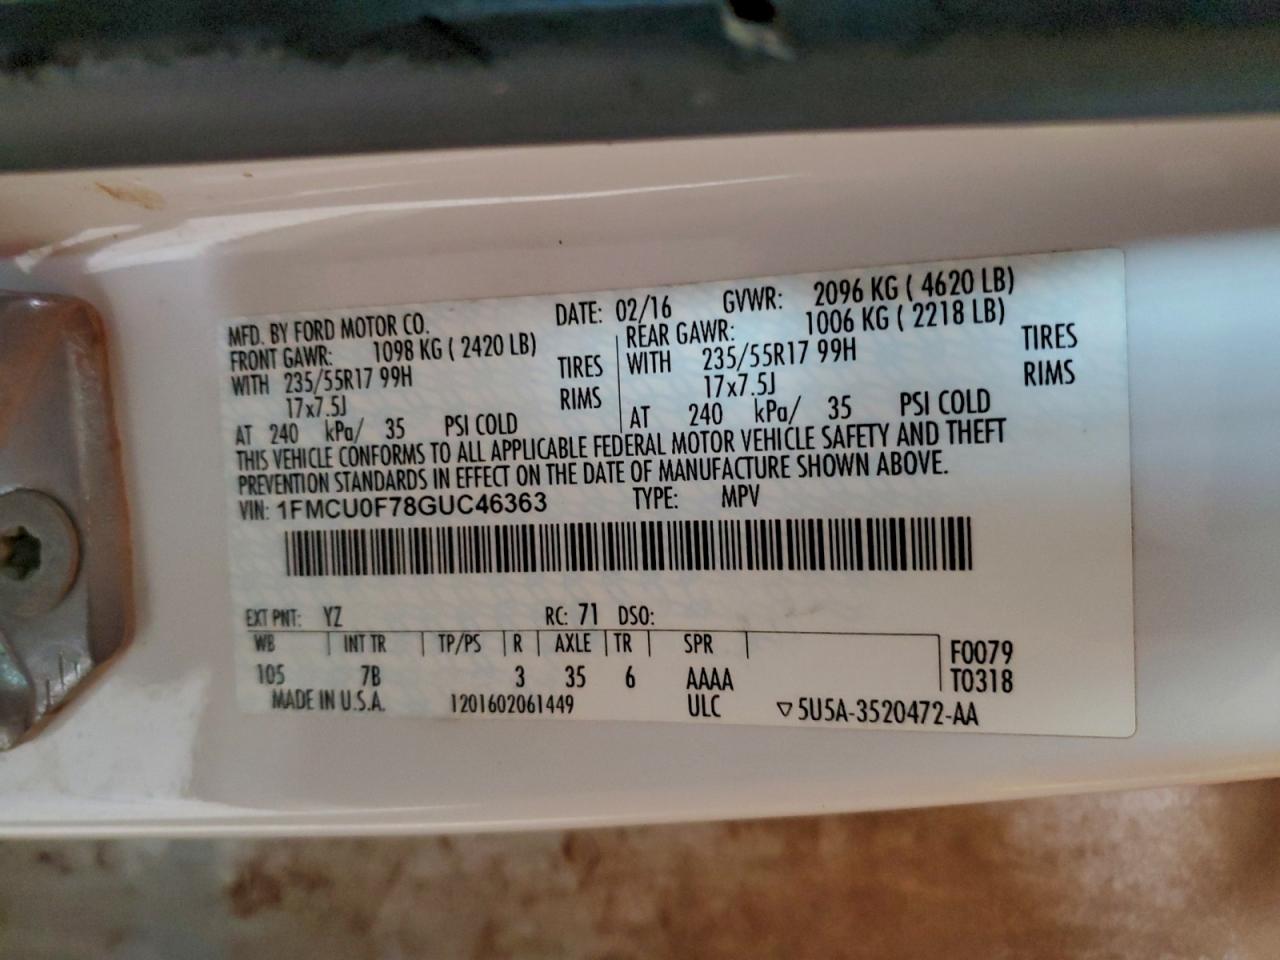 MFD. BY FORD MOTOR CO. DATE: 02/16 GVWR: 2096 KG ( 4620 LB)
FRONT GAWR: 1098 KG ( 2420 LB) REAR GAWR: 1006 KG ( 2218 LB)
WITH 235/55R17 99H TIRES WITH 235/55R17 99H TIRES
17x7.5J RIMS 17x7.5J RIMS
AT 240 kPa/ 35 PSI COLD AT 240 kPa/ 35 PSI COLD
THIS VEHICLE CONFORMS TO ALL APPLICABLE FEDERAL MOTOR VEHICLE SAFETY AND THEFT
PREVENTION STANDARDS IN EFFECT ON THE DATE OF MANUFACTURE SHOWN ABOVE.
VIN: 1FMCU0F78GUC46363 TYPE: MPV
EXT PNT: YZ RC: 71 DSO:
WB INT TR TP/PS R AXLE TR SPR F0079
105 7B 3 35 6 AAAA T0318
MADE IN U.S.A. 1201602061449 ULC ▽5U5A-3520472-AA